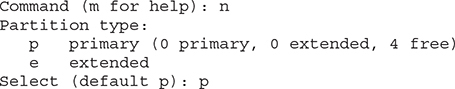 Command (m for help): n
Partition type:
   p   primary (0 primary, 0 extended, 4 free)
   e   extended
Select (default p): p